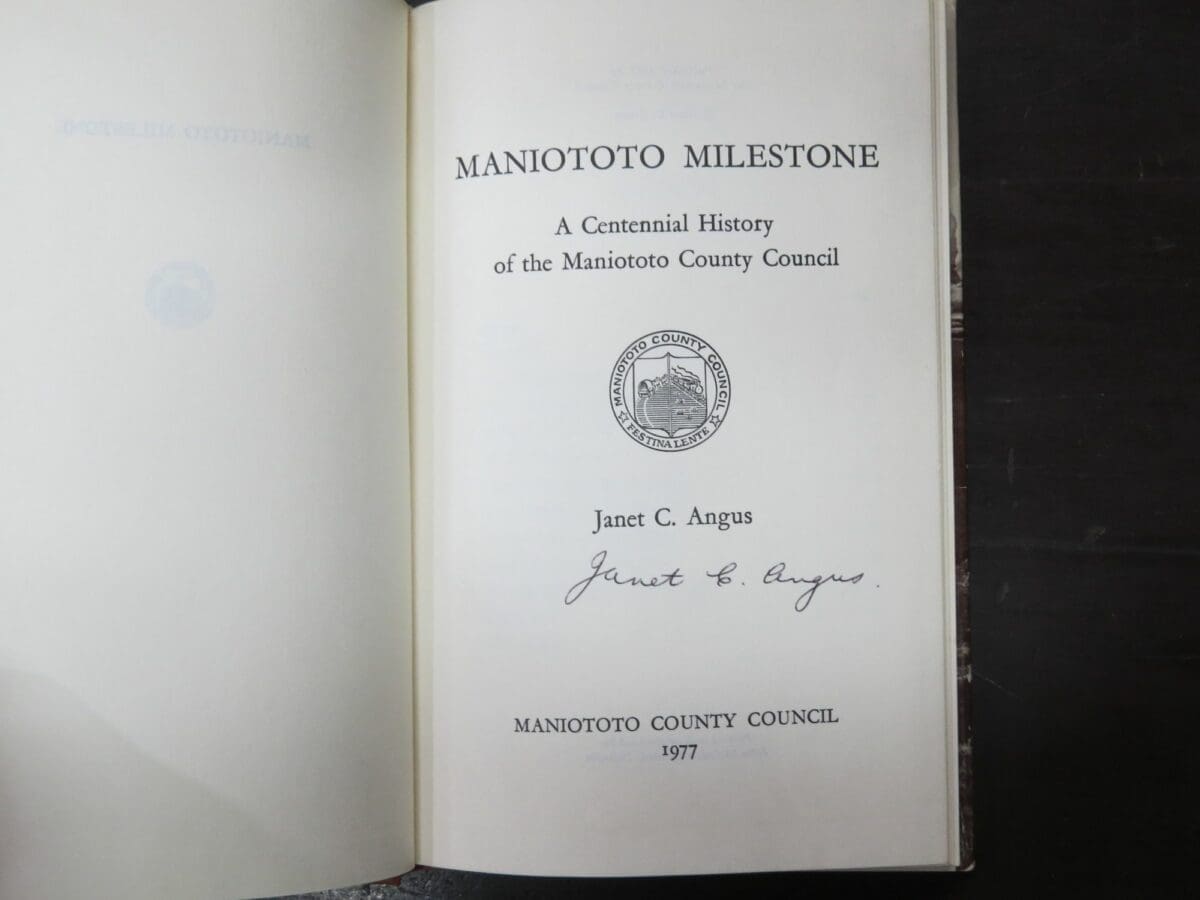 MANIOTOTO MILESTONE
A Centennial History
of the Maniototo County Council
MANIOTOTO COUNTY COUNCIL
FESTINA LENTE
Janet C. Angus
Janet C. Angus.
MANIOTOTO COUNTY COUNCIL
1977